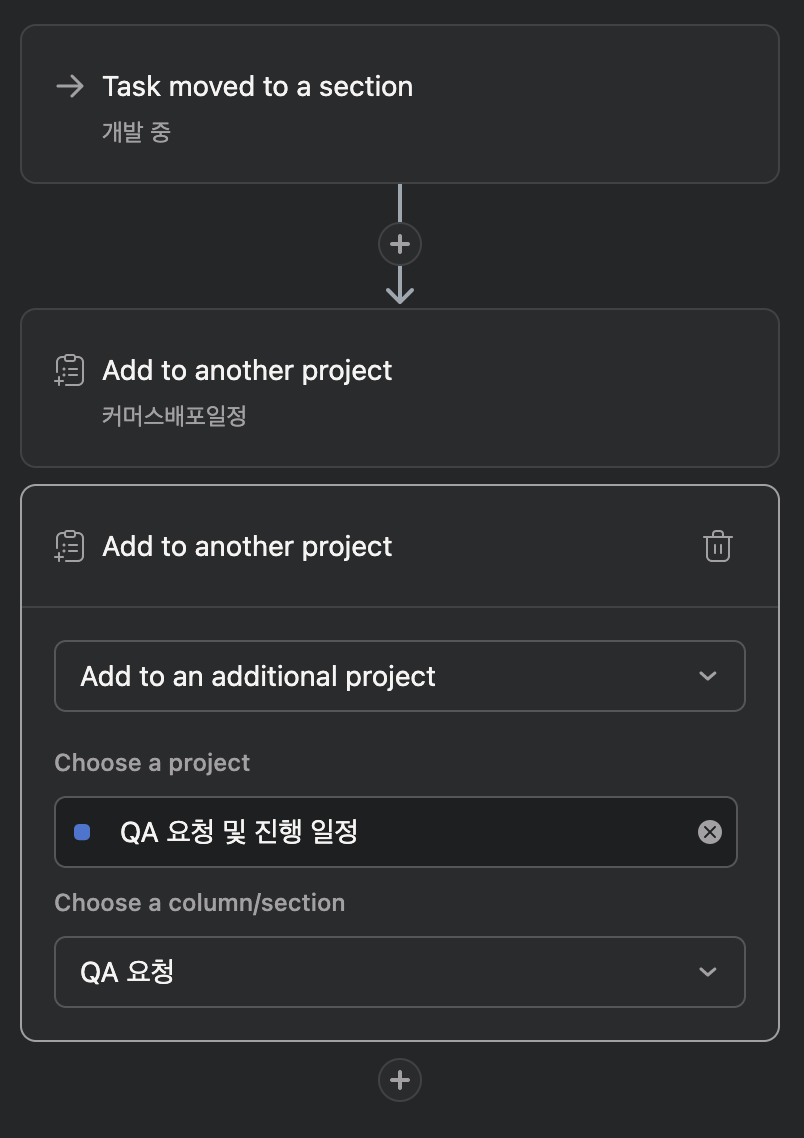 Task moved to a section
개발 중
Add to another project
커머스배포일정
Add to another project
Add to an additional project
Choose a project
QA 요청 및 진행 일정
Choose a column/section
QA 요청